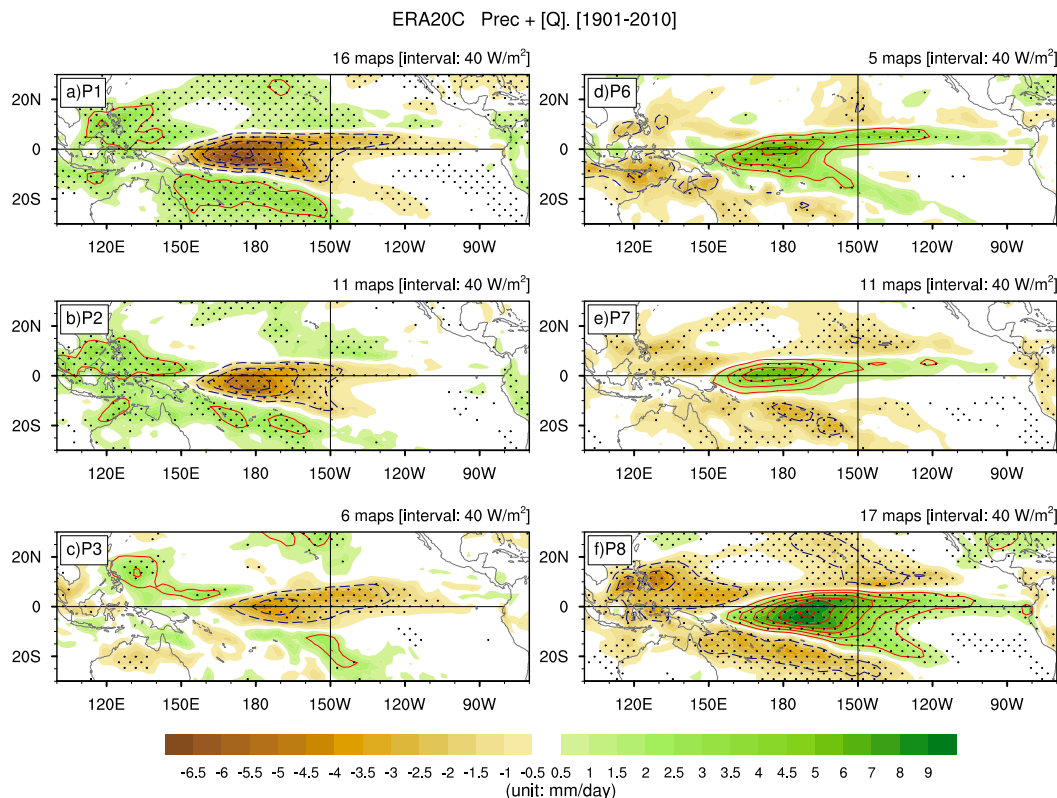 ERA20C Prec + [Q]. [1901-2010]
16 maps [interval: 40 W/m²]
a)P1
20N
0
20S
120E 150E 180 150W 120W 90W
5 maps [interval: 40 W/m²]
d)P6
20N
0
20S
120E 150E 180 150W 120W 90W
11 maps [interval: 40 W/m²]
b)P2
20N
0
20S
120E 150E 180 150W 120W 90W
11 maps [interval: 40 W/m²]
e)P7
20N
0
20S
120E 150E 180 150W 120W 90W
6 maps [interval: 40 W/m²]
c)P3
20N
0
20S
120E 150E 180 150W 120W 90W
17 maps [interval: 40 W/m²]
f)P8
20N
0
20S
120E 150E 180 150W 120W 90W
-6.5 -6 -5 -4.5 -4 -3.5 -3 -2.5 -2 -1.5 -1 -0.5 0.5 1 2 2.5 3 4 4.5 5 6 7 8 9
(unit: mm/day)